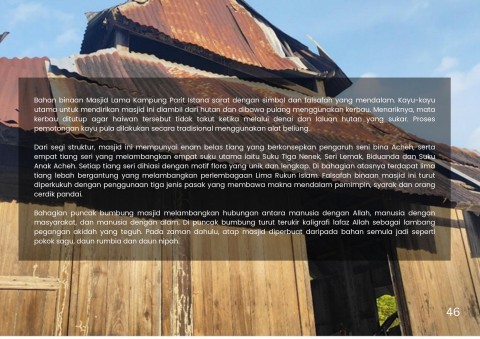 Bahan binaan Masjid Lama Kampung Parit Istana sarat dengan simbol dan falsafah yang mendalam. Kayu-kayu
utama untuk mendirikan masjid ini diambil dari hutan dan dibawa pulang menggunakan kerbau. Menariknya, mata
kerbau ditutup agar haiwan tersebut tidak takut ketika melalui denai dan laluan hutan yang sukar. Proses
pemotongan kayu pula dilakukan secara tradisional menggunakan alat beliung.
Dari segi struktur, masjid ini mempunyai enam belas tiang yang berkonsepkan pengaruh seni bina Acheh, serta
empat tiang seri yang melambangkan empat suku utama iaitu Suku Tiga Nenek, Seri Lemak, Biduanda dan Suku
Anak Acheh. Setiap tiang seri dihiasi dengan motif flora yang unik dan lengkap. Di bahagian atasnya terdapat lima
tiang lebah bergantung yang melambangkan perlembagaan Lima Rukun Islam. Falsafah binaan masjid ini turut
diperkukuh dengan penggunaan tiga jenis pasak yang membawa makna mendalam pemimpin, syarak dan orang
cerdik pandai.
Bahagian puncak bumbung masjid melambangkan hubungan antara manusia dengan Allah, manusia dengan
masyarakat, dan manusia dengan alam. Di puncak bumbung turut terukir kaligrafi lafaz Allah sebagai lambang
pegangan akidah yang teguh. Pada zaman dahulu, atap masjid diperbuat daripada bahan semula jadi seperti
pokok sagu, daun rumbia dan daun nipah.
46